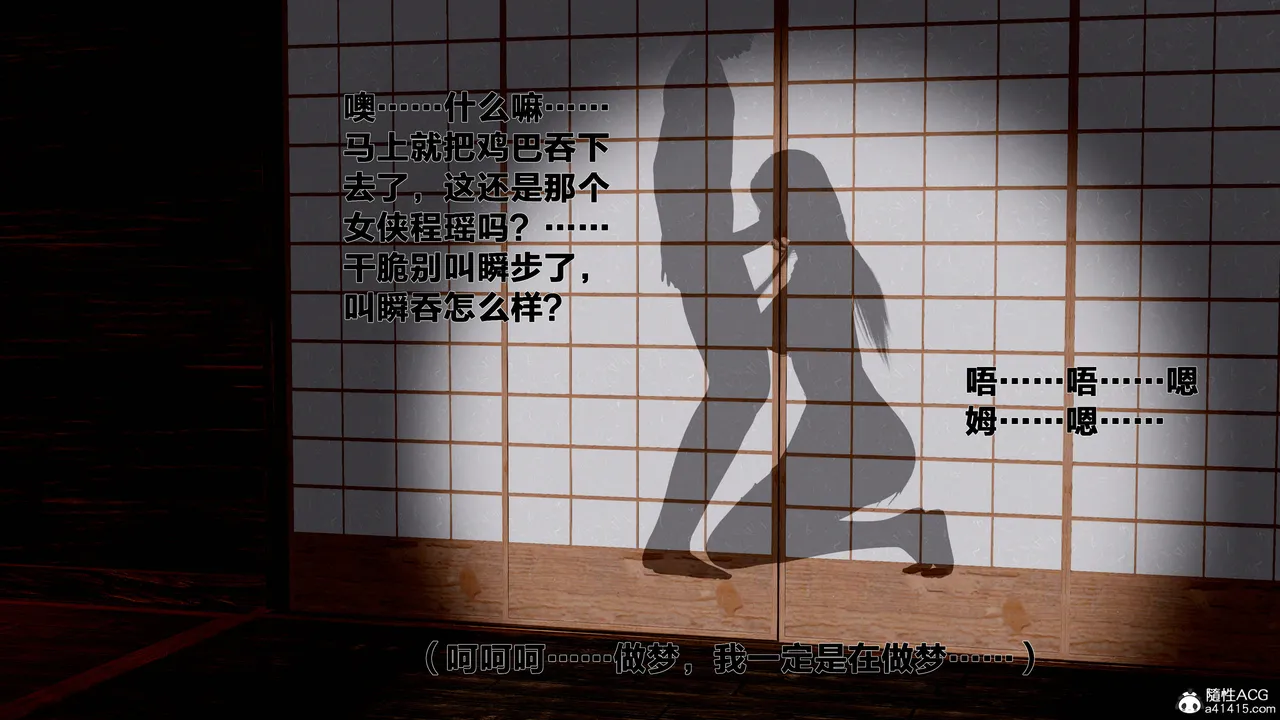 噢……什么嘛……
马上就把鸡巴吞下
去了，这还是那个
女侠程瑶吗？……
干脆别叫瞬步了，
叫瞬吞怎么样？
唔……唔……嗯
姆……嗯……
（呵呵呵……做梦，我一定是在做梦……）
隨性ACG
a41415.com